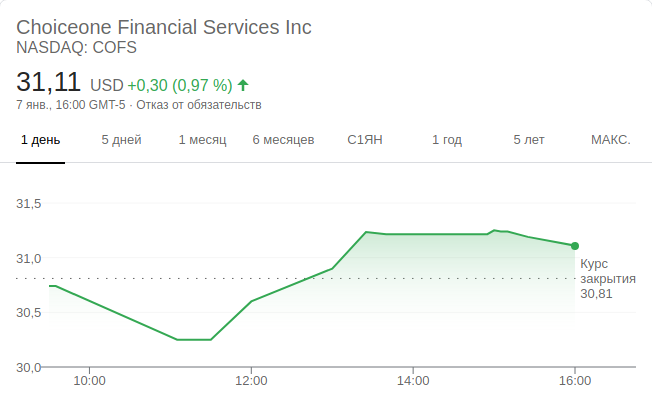 Choiceone Financial Services Inc
NASDAQ: COFS
31,11 USD +0,30 (0,97 %)
7 янв., 16:00 GMT-5 · Отказ от обязательств
1 день 5 дней 1 месяц 6 месяцев С1ЯН 1 год 5 лет МАКС.
31,5
31,0
Курс
закрытия
30,81
30,5
30,0
10:00 12:00 14:00 16:00